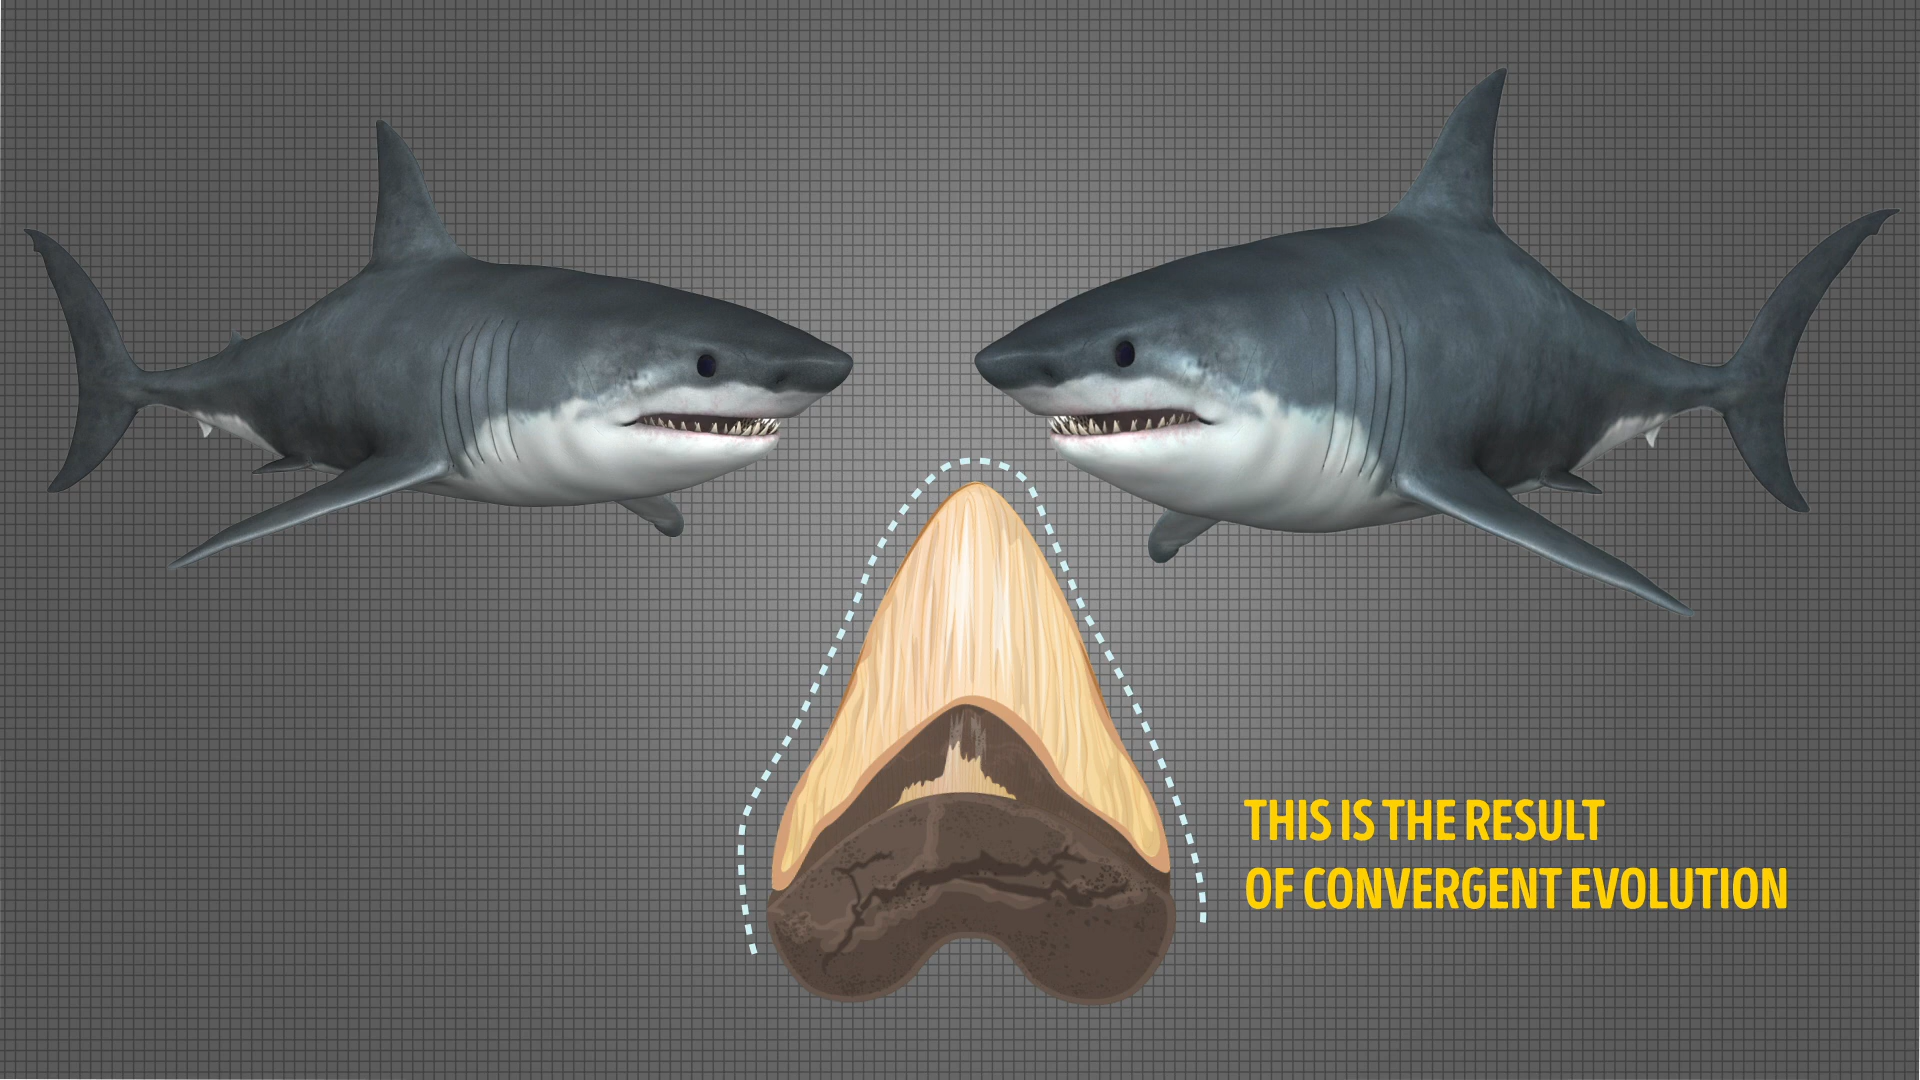 THIS IS THE RESULT
OF CONVERGENT EVOLUTION